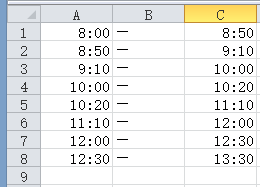 A B C
1 8:00 — 8:50
2 8:50 — 9:10
3 9:10 — 10:00
4 10:00 — 10:20
5 10:20 — 11:10
6 11:10 — 12:00
7 12:00 — 12:30
8 12:30 — 13:30
9